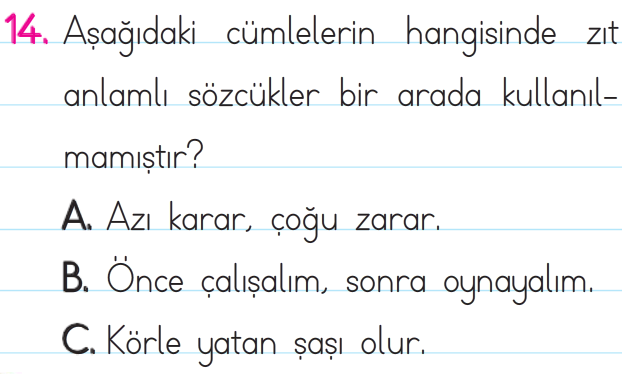 14. Aşağıdaki cümlelerin hangisinde zıt
anlamlı sözcükler bir arada kullanıl-
mamıştır?
A. Azı karar, çoğu zarar.
B. Önce çalışalım, sonra oynayalım.
C. Körle yatan şaşı olur.